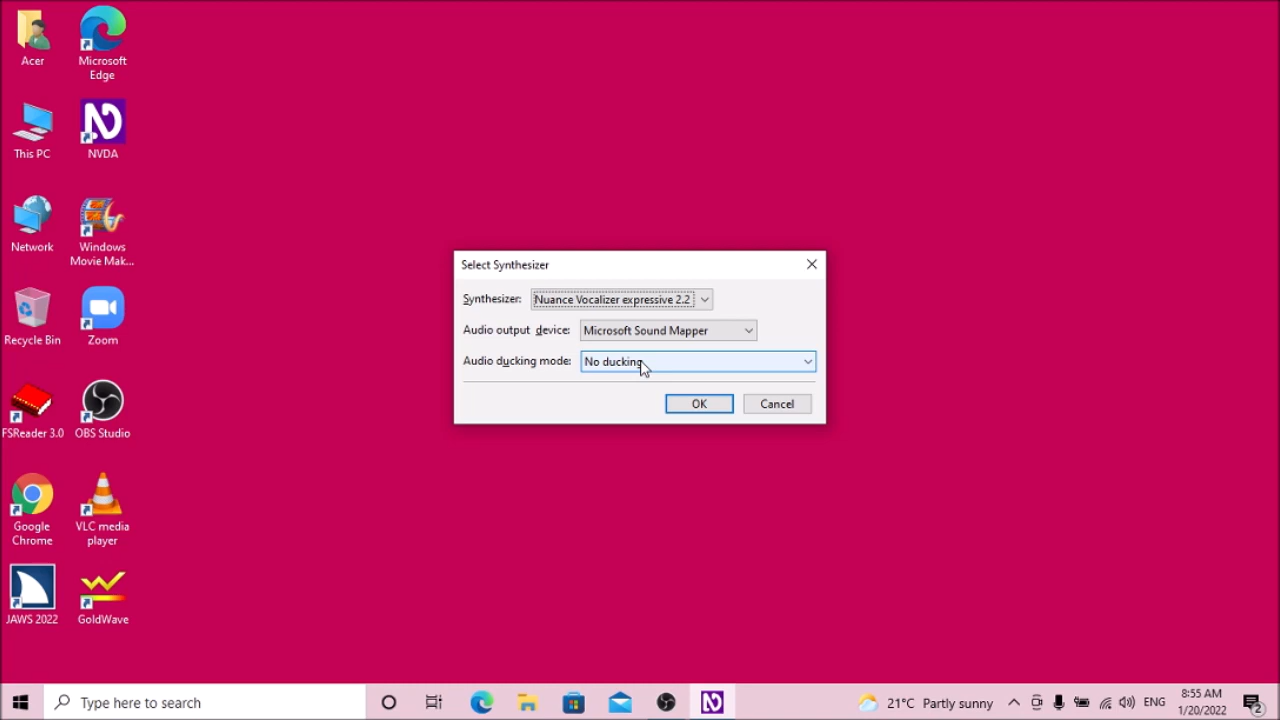 Acer
Microsoft
Edge
This PC
NVDA
Network
Windows
Movie Mak...
Recycle Bin
Zoom
FSReader 3.0
OBS Studio
Google
Chrome
VLC media
player
JAWS 2022
GoldWave
Select Synthesizer
Synthesizer: Nuance Vocalizer expressive 2.2
Audio output device: Microsoft Sound Mapper
Audio ducking mode: No ducking
OK Cancel
Type here to search
21°C Partly sunny
ENG
8:55 AM
1/20/2022
2